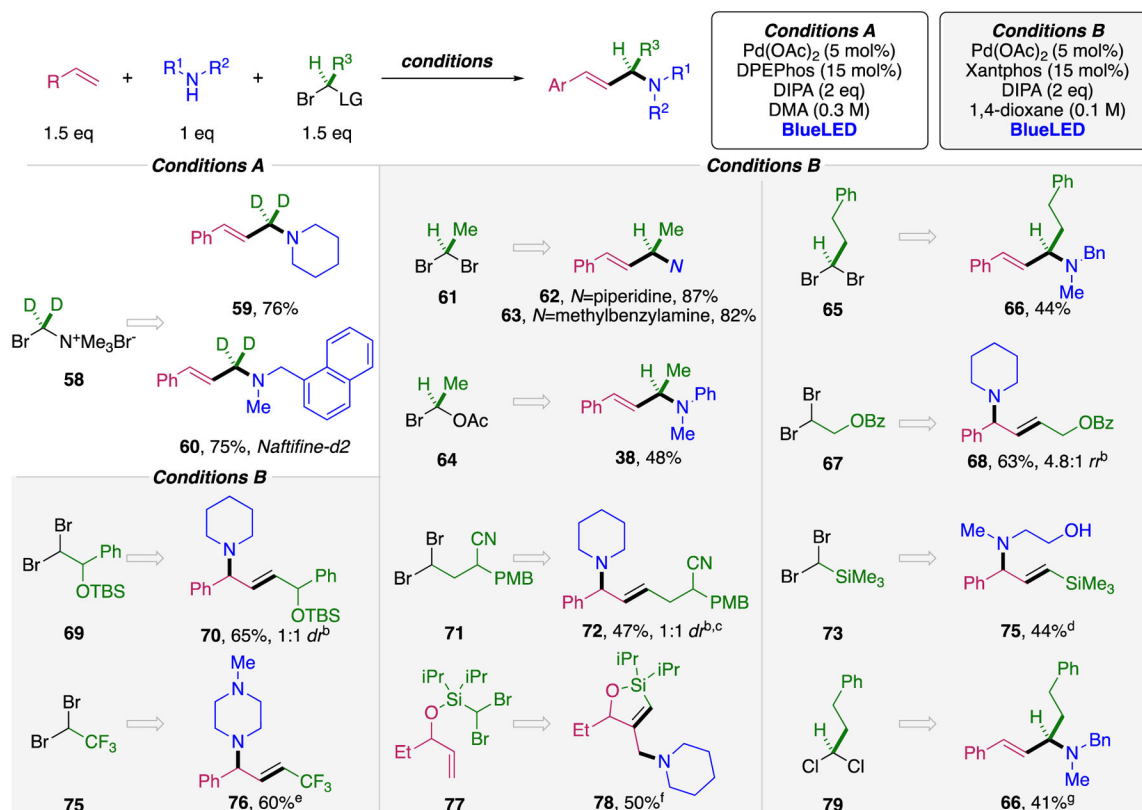 R + R¹ N H R² + H R³ Br LG conditions Ar H R³ N R¹ R²
1.5 eq 1 eq 1.5 eq
Conditions A
Pd(OAc)₂ (5 mol%)
DPEPhos (15 mol%)
DIPA (2 eq)
DMA (0.3 M)
BlueLED
Conditions B
Pd(OAc)₂ (5 mol%)
Xantphos (15 mol%)
DIPA (2 eq)
1,4-dioxane (0.1 M)
BlueLED
Conditions A
D D
Ph N
59, 76%
D D
Br N⁺Me₃Br⁻
58
D D
Ph N
Me
60, 75%, Naftifine-d2
Conditions B
H Me
Br Br
61
H Me
Ph N
62, N=piperidine, 87%
63, N=methylbenzylamine, 82%
H Me
Br OAc
64
H Me
Ph N Ph
Me
38, 48%
Ph
H
Br Br
65
Ph
H
Ph N Bn
Me
66, 44%
Br
Br OBz
67
N
Ph OBz
68, 63%, 4.8:1 rrᵇ
Conditions B
Br
Br Ph
OTBS
69
N
Ph Ph
OTBS
70, 65%, 1:1 drᵇ
Br CN
Br PMB
71
N
CN
Ph PMB
72, 47%, 1:1 drᵇ,ᶜ
Br
Br SiMe₃
73
Me N OH
Ph SiMe₃
75, 44%ᵈ
Br
Br CF₃
75
Me
N
N
Ph CF₃
76, 60%ᵉ
iPr iPr
Si Br
O Br
Et
77
iPr iPr
O Si
Et
N
78, 50%ᶠ
Ph
H
Cl Cl
79
Ph
H
Ph N Bn
Me
66, 41%ᵍ